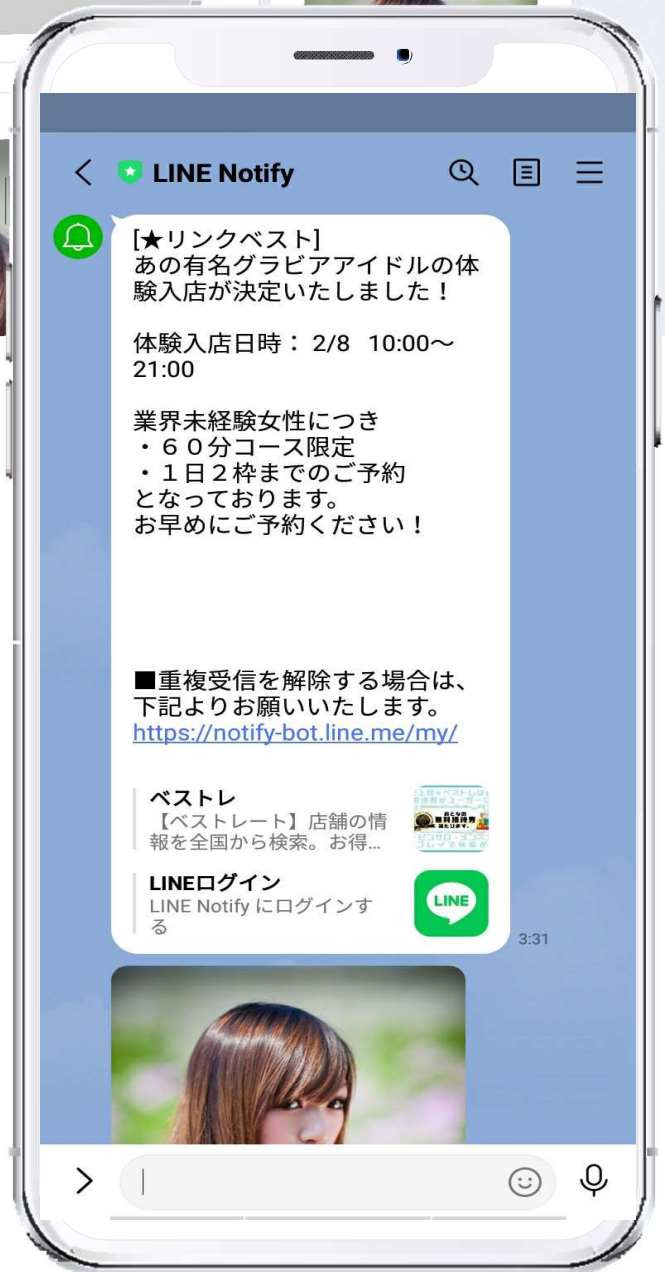 LINE Notify
[★リンクベスト]
あの有名グラビアアイドルの体
験入店が決定いたしました！
体験入店日時： 2/8 10:00～
21:00
業界未経験女性につき
・６０分コース限定
・１日２枠までのご予約
となっております。
お早めにご予約ください！
■重複受信を解除する場合は、
下記よりお願いいたします。
https://notify-bot.line.me/my/
ベストレ
【ベストレート】店舗の情
報を全国から検索。お得...
無料招待券
LINEログイン
LINE Notify にログインす
る
LINE
3:31